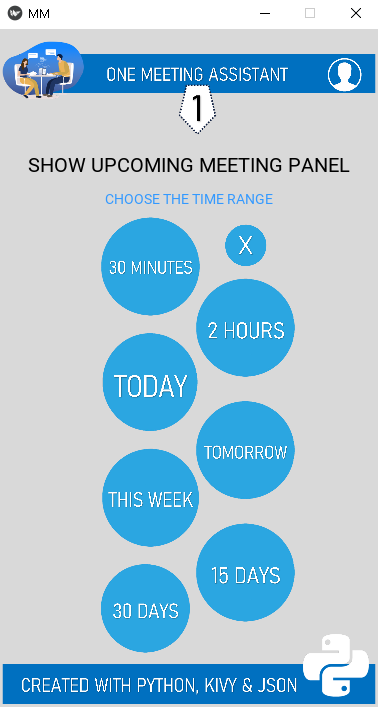 MM
ONE MEETING ASSISTANT
1
SHOW UPCOMING MEETING PANEL
CHOOSE THE TIME RANGE
30 MINUTES
X
2 HOURS
TODAY
TOMORROW
THIS WEEK
15 DAYS
30 DAYS
CREATED WITH PYTHON, KIVY & JSON